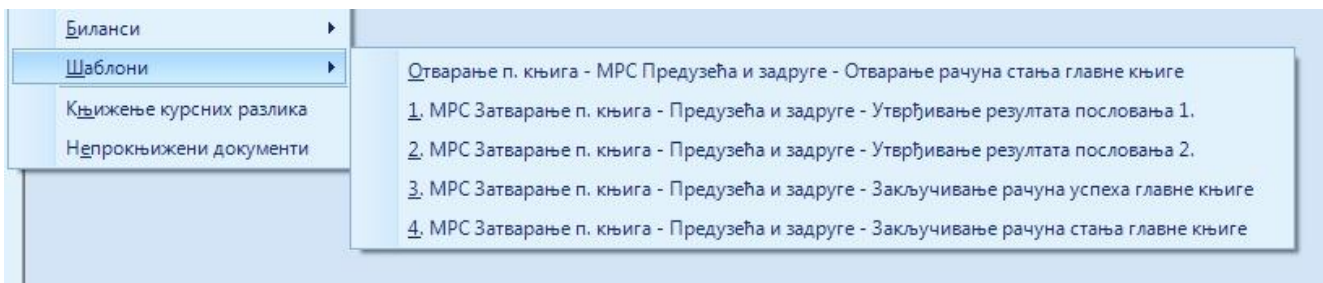 Биланси
Шаблони
Књижење курсних разлика
Непрокњижени документи
Отварање п. књига - МРС Предузећа и задруге - Отварање рачуна стања главне књиге
1. МРС Затварање п. књига - Предузећа и задруге - Утврђивање резултата пословања 1.
2. МРС Затварање п. књига - Предузећа и задруге - Утврђивање резултата пословања 2.
3. МРС Затварање п. књига - Предузећа и задруге - Закључивање рачуна успеха главне књиге
4. МРС Затварање п. књига - Предузећа и задруге - Закључивање рачуна стања главне књиге